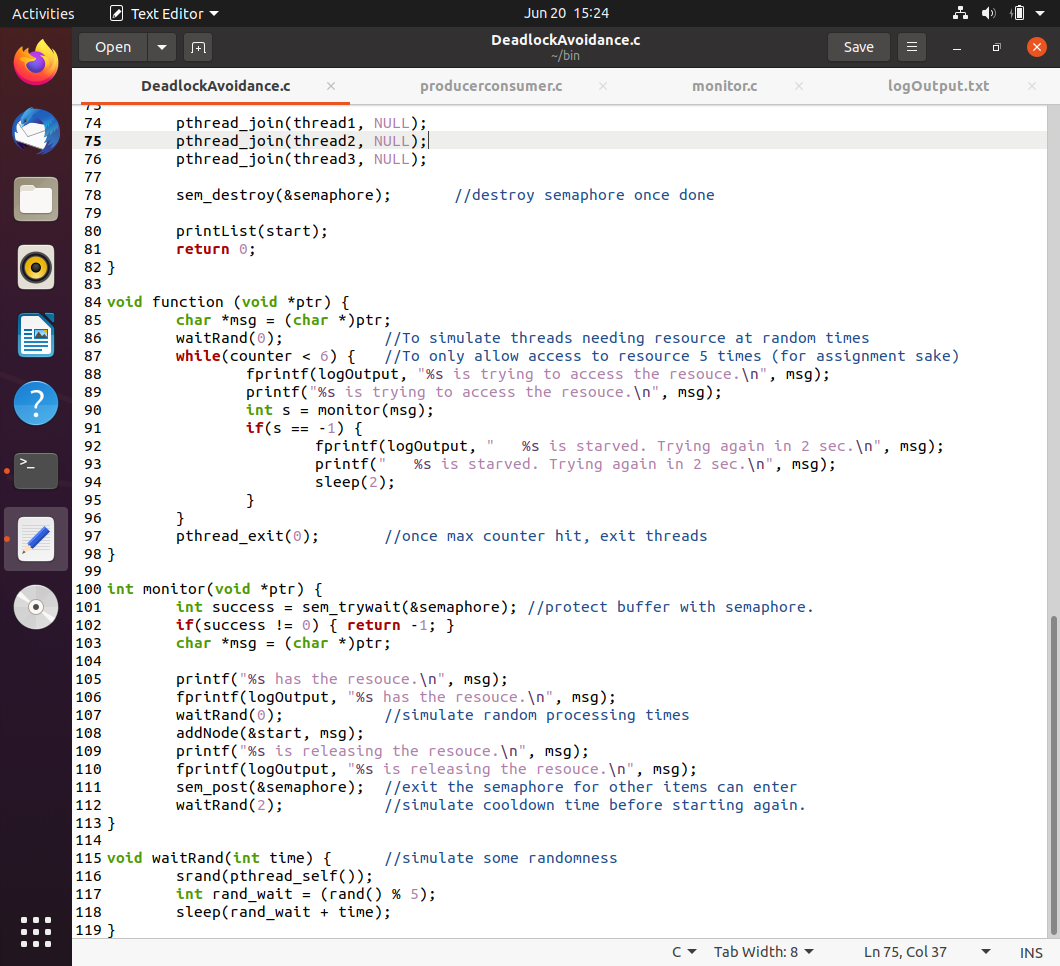 Activities Text Editor Jun 20 15:24
Open DeadlockAvoidance.c Save
~/bin
DeadlockAvoidance.c producerconsumer.c monitor.c logOutput.txt
73
74 pthread_join(thread1, NULL);
75 pthread_join(thread2, NULL);
76 pthread_join(thread3, NULL);
77
78 sem_destroy(&semaphore); //destroy semaphore once done
79
80 printList(start);
81 return 0;
82 }
83
84 void function (void *ptr) {
85 char *msg = (char *)ptr;
86 waitRand(0); //To simulate threads needing resource at random times
87 while(counter < 6) { //To only allow access to resource 5 times (for assignment sake)
88 fprintf(logOutput, "%s is trying to access the resouce.\n", msg);
89 printf("%s is trying to access the resouce.\n", msg);
90 int s = monitor(msg);
91 if(s == -1) {
92 fprintf(logOutput, "   %s is starved. Trying again in 2 sec.\n", msg);
93 printf("   %s is starved. Trying again in 2 sec.\n", msg);
94 sleep(2);
95 }
96 }
97 pthread_exit(0); //once max counter hit, exit threads
98 }
99
100 int monitor(void *ptr) {
101 int success = sem_trywait(&semaphore); //protect buffer with semaphore.
102 if(success != 0) { return -1; }
103 char *msg = (char *)ptr;
104
105 printf("%s has the resouce.\n", msg);
106 fprintf(logOutput, "%s has the resouce.\n", msg);
107 waitRand(0); //simulate random processing times
108 addNode(&start, msg);
109 printf("%s is releasing the resouce.\n", msg);
110 fprintf(logOutput, "%s is releasing the resouce.\n", msg);
111 sem_post(&semaphore); //exit the semaphore for other items can enter
112 waitRand(2); //simulate cooldown time before starting again.
113 }
114
115 void waitRand(int time) { //simulate some randomness
116 srand(pthread_self());
117 int rand_wait = (rand() % 5);
118 sleep(rand_wait + time);
119 }
C Tab Width: 8 Ln 75, Col 37 INS